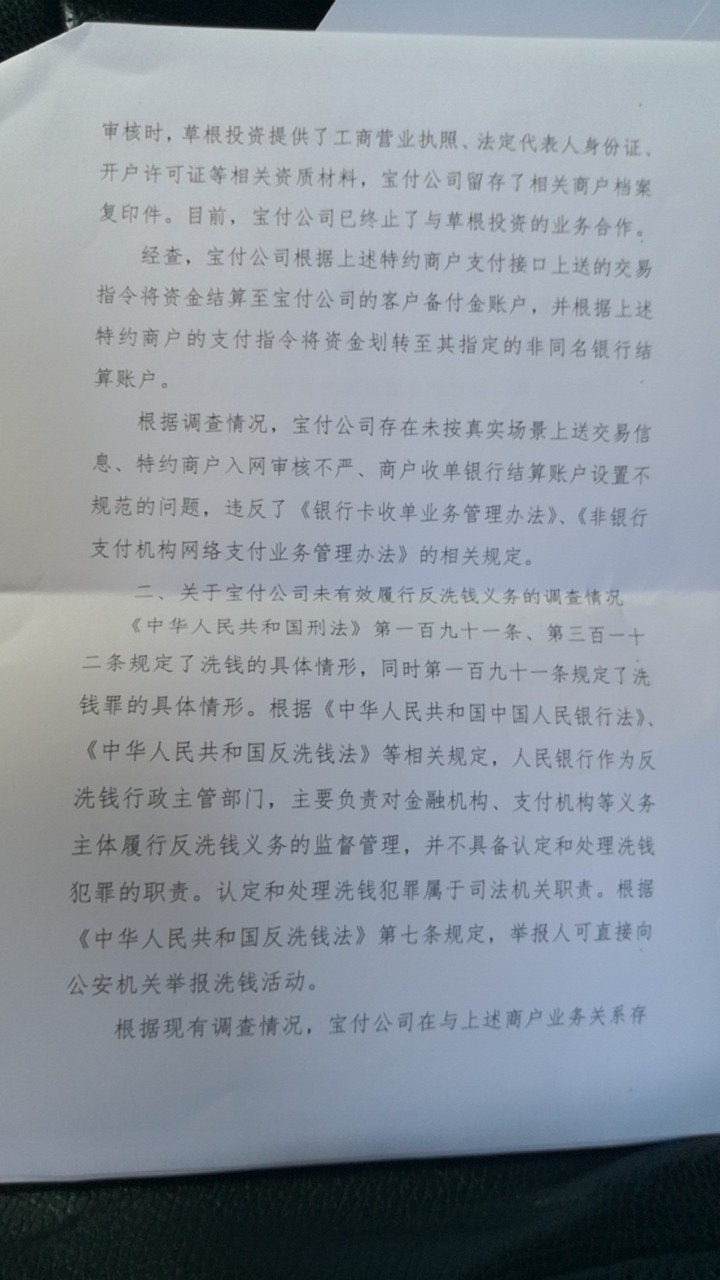 审核时，草根投资提供了工商营业执照、法定代表人身份证、
开户许可证等相关资质材料，宝付公司留存了相关商户档案
复印件。目前，宝付公司已终止了与草根投资的业务合作。
经查，宝付公司根据上述特约商户支付接口上送的交易
指令将资金结算至宝付公司的客户备付金账户，并根据上述
特约商户的支付指令将资金划转至其指定的非同名银行结
算账户。
根据调查情况，宝付公司存在未按真实场景上送交易信
息、特约商户入网审核不严、商户收单银行结算账户设置不
规范的问题，违反了《银行卡收单业务管理办法》、《非银行
支付机构网络支付业务管理办法》的相关规定。
二、关于宝付公司未有效履行反洗钱义务的调查情况
《中华人民共和国刑法》第一百九十一条、第三百一十
二条规定了洗钱的具体情形，同时第一百九十一条规定了洗
钱罪的具体情形。根据《中华人民共和国中国人民银行法》、
《中华人民共和国反洗钱法》等相关规定，人民银行作为反
洗钱行政主管部门，主要负责对金融机构、支付机构等义务
主体履行反洗钱义务的监督管理，并不具备认定和处理洗钱
犯罪的职责。认定和处理洗钱犯罪属于司法机关职责。根据
《中华人民共和国反洗钱法》第七条规定，举报人可直接向
公安机关举报洗钱活动。
根据现有调查情况，宝付公司在与上述商户业务关系存